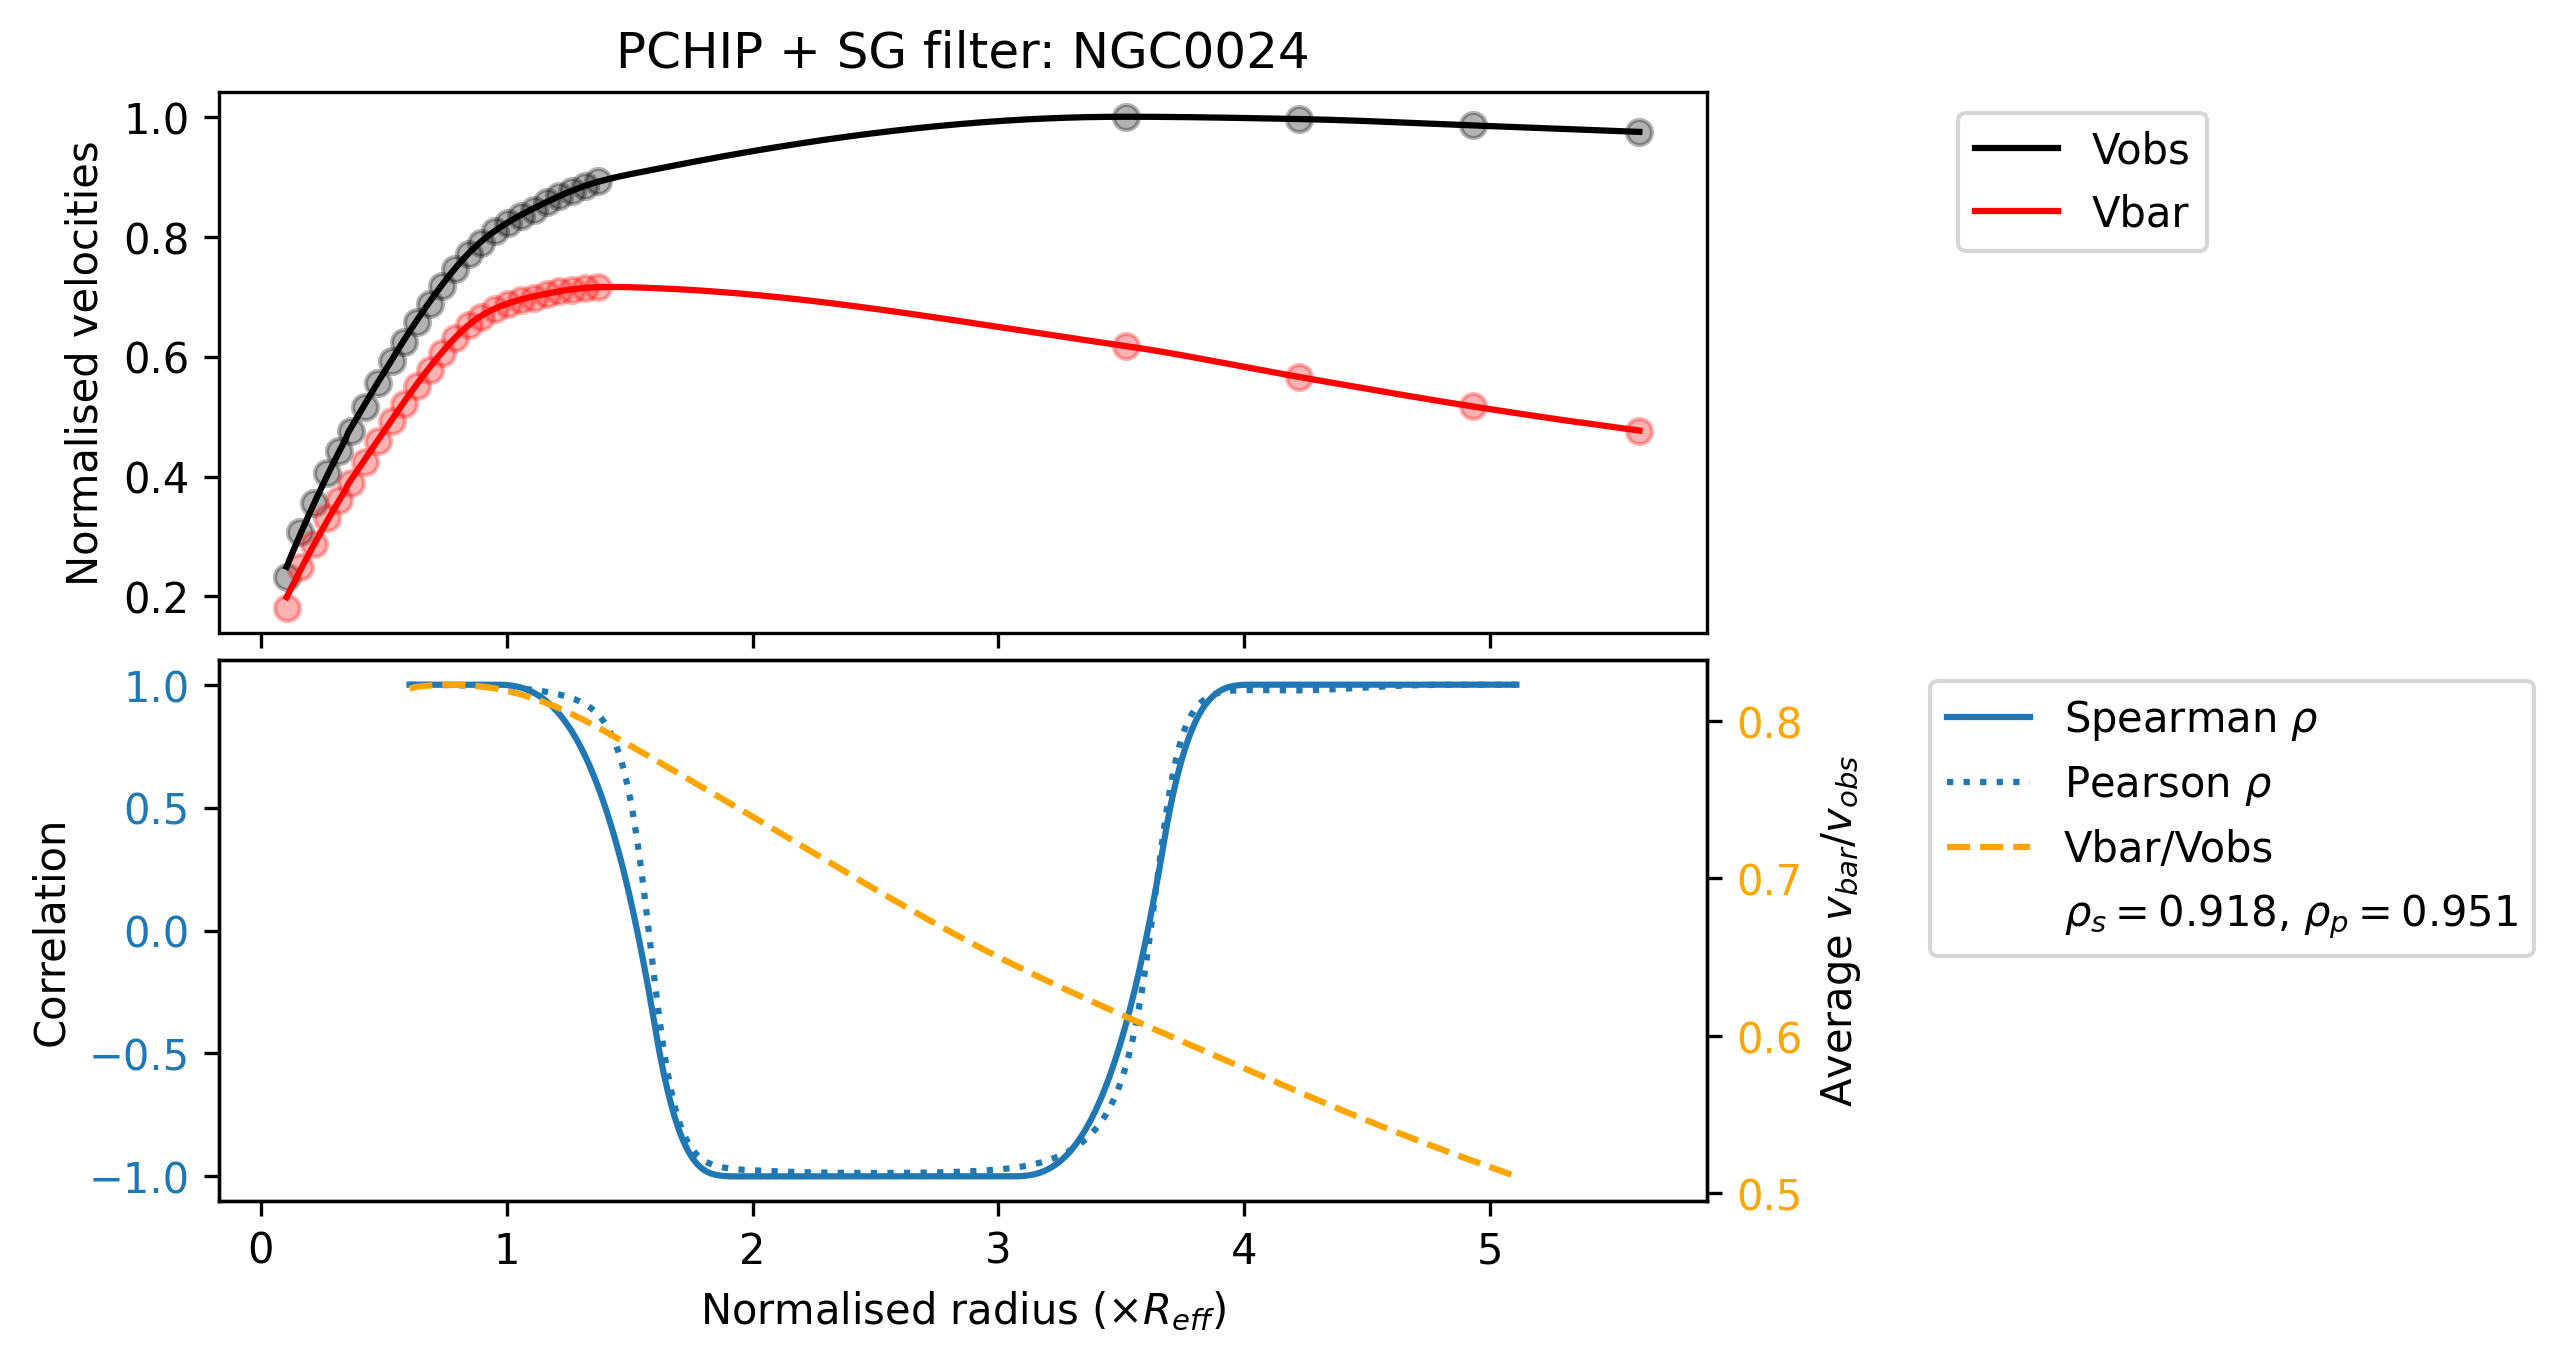 PCHIP + SG filter: NGC0024
Normalised velocities
1.0
0.8
0.6
0.4
0.2
Vobs
Vbar
Correlation
1.0
0.5
0.0
−0.5
−1.0
0.8
0.7
0.6
0.5
Average v_bar/v_obs
Spearman ρ
Pearson ρ
Vbar/Vobs
ρ_s = 0.918, ρ_p = 0.951
0 1 2 3 4 5
Normalised radius (×R_eff)